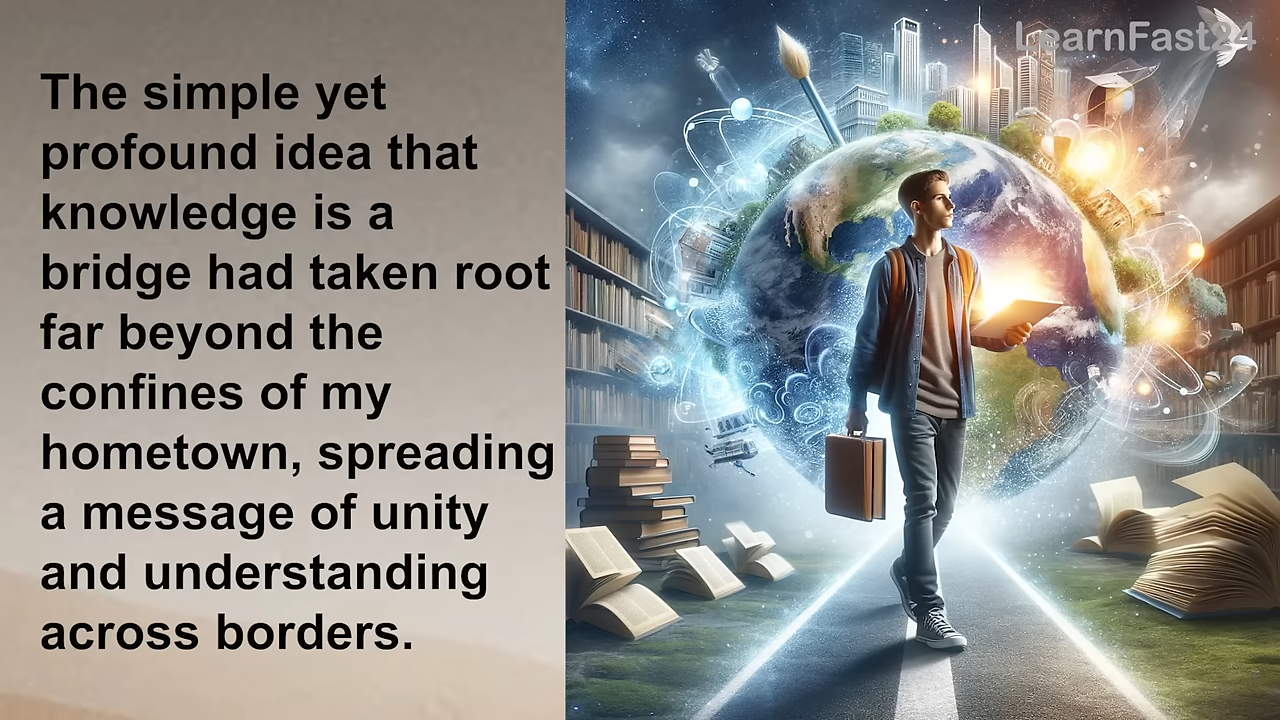 The simple yet
profound idea that
knowledge is a
bridge had taken root
far beyond the
confines of my
hometown, spreading
a message of unity
and understanding
across borders.
LearnFast24